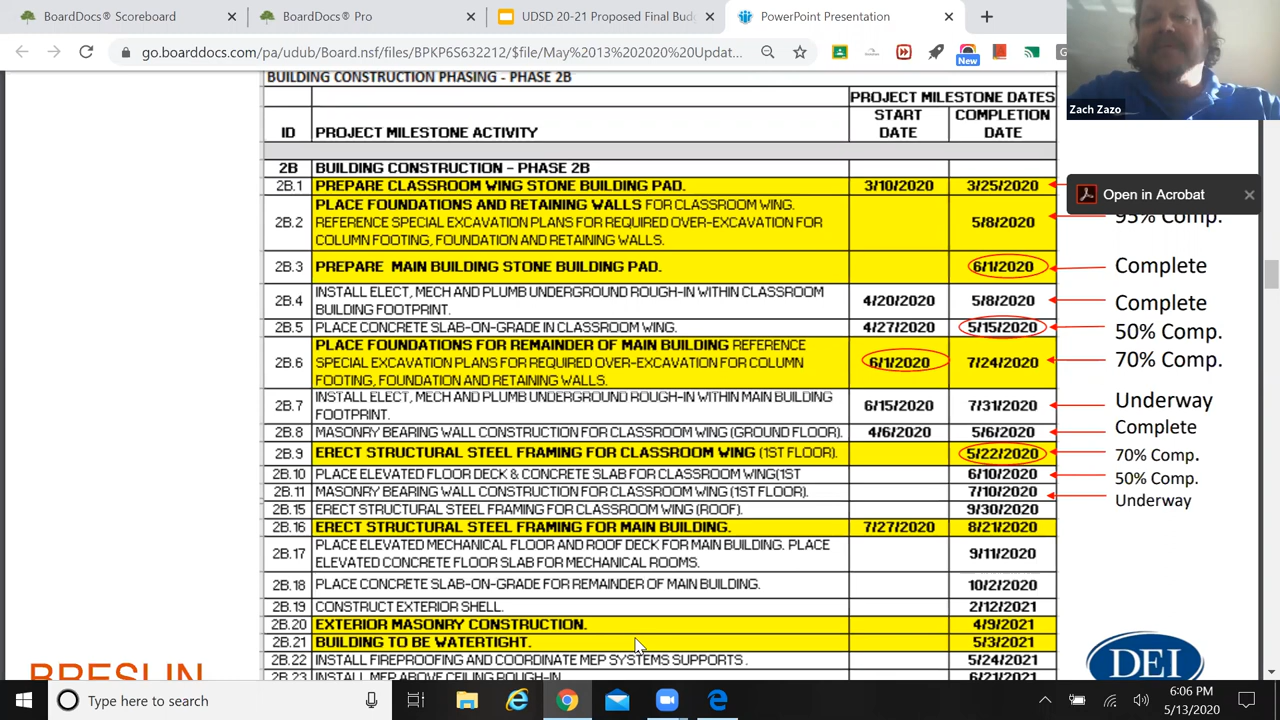 BoardDocs® Scoreboard
BoardDocs® Pro
UDSD 20-21 Proposed Final Bud
PowerPoint Presentation
go.boarddocs.com/pa/udub/Board.nsf/files/BPKP6S632212/$file/May%2013%202020%20Updat...
New
Zach Zazo
Open in Acrobat
BUILDING CONSTRUCTION PHASING - PHASE 2B
PROJECT MILESTONE DATES
ID PROJECT MILESTONE ACTIVITY START DATE COMPLETION DATE
2B BUILDING CONSTRUCTION - PHASE 2B
2B.1 PREPARE CLASSROOM WING STONE BUILDING PAD. 3/10/2020 3/25/2020
2B.2 PLACE FOUNDATIONS AND RETAINING WALLS FOR CLASSROOM WING.
REFERENCE SPECIAL EXCAVATION PLANS FOR REQUIRED OVER-EXCAVATION FOR
COLUMN FOOTING, FOUNDATION AND RETAINING WALLS. 5/8/2020 95% Comp.
2B.3 PREPARE MAIN BUILDING STONE BUILDING PAD. 6/1/2020 Complete
2B.4 INSTALL ELECT, MECH AND PLUMB UNDERGROUND ROUGH-IN WITHIN CLASSROOM
BUILDING FOOTPRINT. 4/20/2020 5/8/2020 Complete
2B.5 PLACE CONCRETE SLAB-ON-GRADE IN CLASSROOM WING. 4/27/2020 5/15/2020 50% Comp.
2B.6 PLACE FOUNDATIONS FOR REMAINDER OF MAIN BUILDING REFERENCE
SPECIAL EXCAVATION PLANS FOR REQUIRED OVER-EXCAVATION FOR COLUMN
FOOTING, FOUNDATION AND RETAINING WALLS. 6/1/2020 7/24/2020 70% Comp.
2B.7 INSTALL ELECT, MECH AND PLUMB UNDERGROUND ROUGH-IN WITHIN MAIN BUILDING
FOOTPRINT. 6/15/2020 7/31/2020 Underway
2B.8 MASONRY BEARING WALL CONSTRUCTION FOR CLASSROOM WING (GROUND FLOOR). 4/6/2020 5/6/2020 Complete
2B.9 ERECT STRUCTURAL STEEL FRAMING FOR CLASSROOM WING (1ST FLOOR). 5/22/2020 70% Comp.
2B.10 PLACE ELEVATED FLOOR DECK & CONCRETE SLAB FOR CLASSROOM WING(1ST 6/10/2020 50% Comp.
2B.11 MASONRY BEARING WALL CONSTRUCTION FOR CLASSROOM WING (1ST FLOOR). 7/10/2020 Underway
2B.15 ERECT STRUCTURAL STEEL FRAMING FOR CLASSROOM WING (ROOF). 9/30/2020
2B.16 ERECT STRUCTURAL STEEL FRAMING FOR MAIN BUILDING. 7/27/2020 8/21/2020
2B.17 PLACE ELEVATED MECHANICAL FLOOR AND ROOF DECK FOR MAIN BUILDING. PLACE
ELEVATED CONCRETE FLOOR SLAB FOR MECHANICAL ROOMS. 9/11/2020
2B.18 PLACE CONCRETE SLAB-ON-GRADE FOR REMAINDER OF MAIN BUILDING. 10/2/2020
2B.19 CONSTRUCT EXTERIOR SHELL. 2/12/2021
2B.20 EXTERIOR MASONRY CONSTRUCTION. 4/9/2021
2B.21 BUILDING TO BE WATERTIGHT. 5/3/2021
2B.22 INSTALL FIREPROOFING AND COORDINATE MEP SYSTEMS SUPPORTS. 5/24/2021
2B.23 INSTALL MEP ABOVE CEILING ROUGH-IN 6/21/2021
BRESLIN
DEI
Type here to search
6:06 PM
5/13/2020